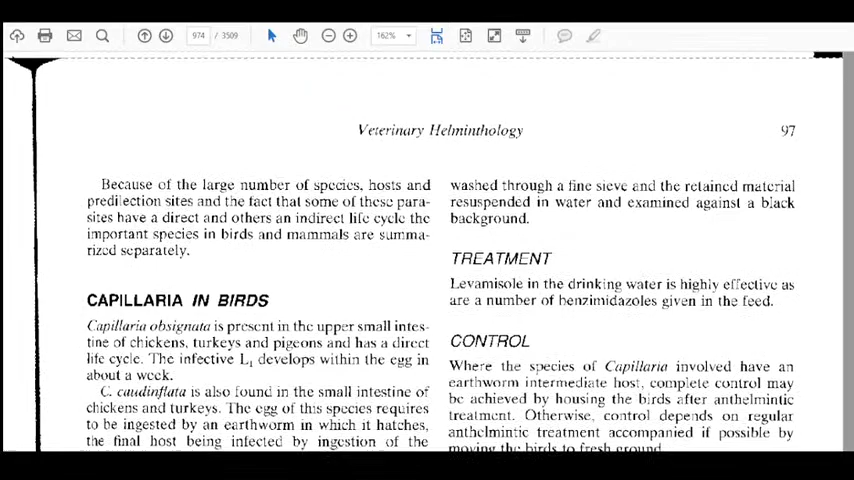 974 / 3509
162%
Veterinary Helminthology
97
Because of the large number of species, hosts and
predilection sites and the fact that some of these para-
sites have a direct and others an indirect life cycle the
important species in birds and mammals are summa-
rized separately.
CAPILLARIA IN BIRDS
Capillaria obsignata is present in the upper small intes-
tine of chickens, turkeys and pigeons and has a direct
life cycle. The infective L₁ develops within the egg in
about a week.
C. caudinflata is also found in the small intestine of
chickens and turkeys. The egg of this species requires
to be ingested by an earthworm in which it hatches,
the final host being infected by ingestion of the
washed through a fine sieve and the retained material
resuspended in water and examined against a black
background.
TREATMENT
Levamisole in the drinking water is highly effective as
are a number of benzimidazoles given in the feed.
CONTROL
Where the species of Capillaria involved have an
earthworm intermediate host, complete control may
be achieved by housing the birds after anthelmintic
treatment. Otherwise, control depends on regular
anthelmintic treatment accompanied if possible by
moving the birds to fresh ground.